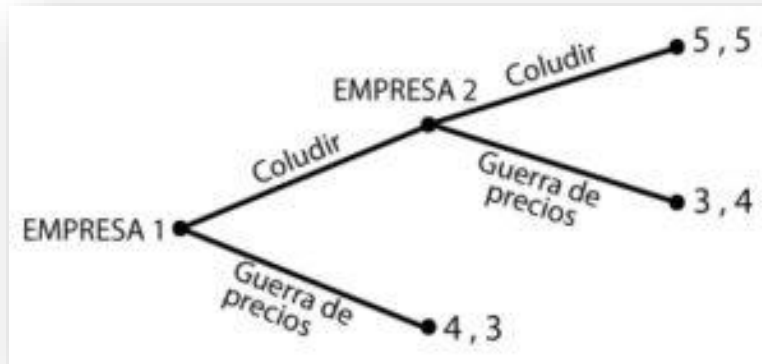 5 , 5
Coludir
EMPRESA 2
Coludir
Guerra de
precios
3 , 4
EMPRESA 1
Guerra de
precios
4 , 3